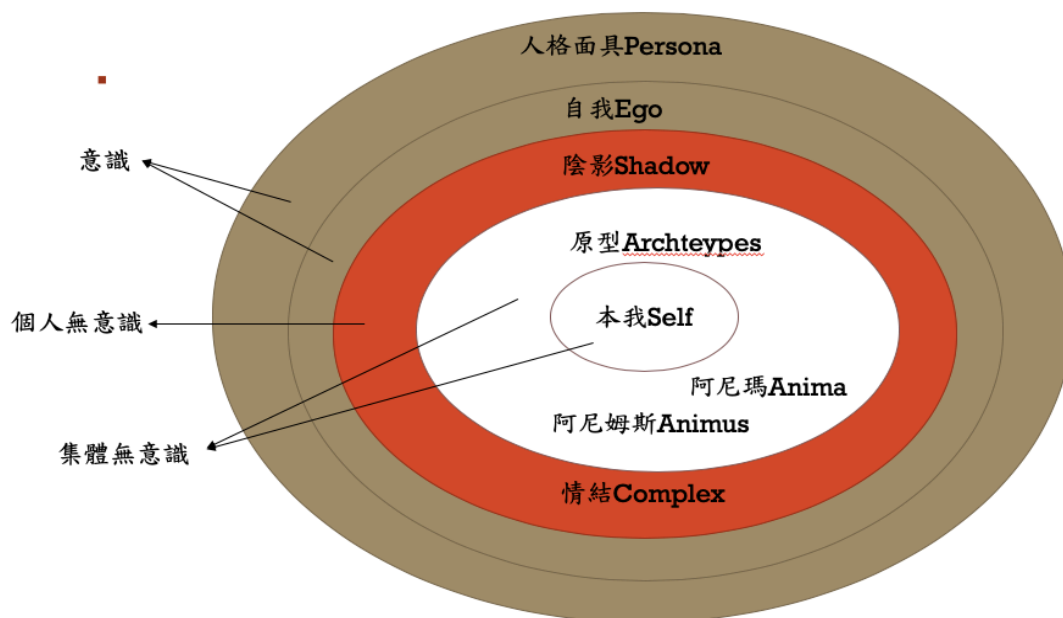 人格面具Persona
自我Ego
意識
陰影Shadow
原型Archteypes
本我Self
個人無意識
阿尼瑪Anima
阿尼姆斯Animus
集體無意識
情結Complex